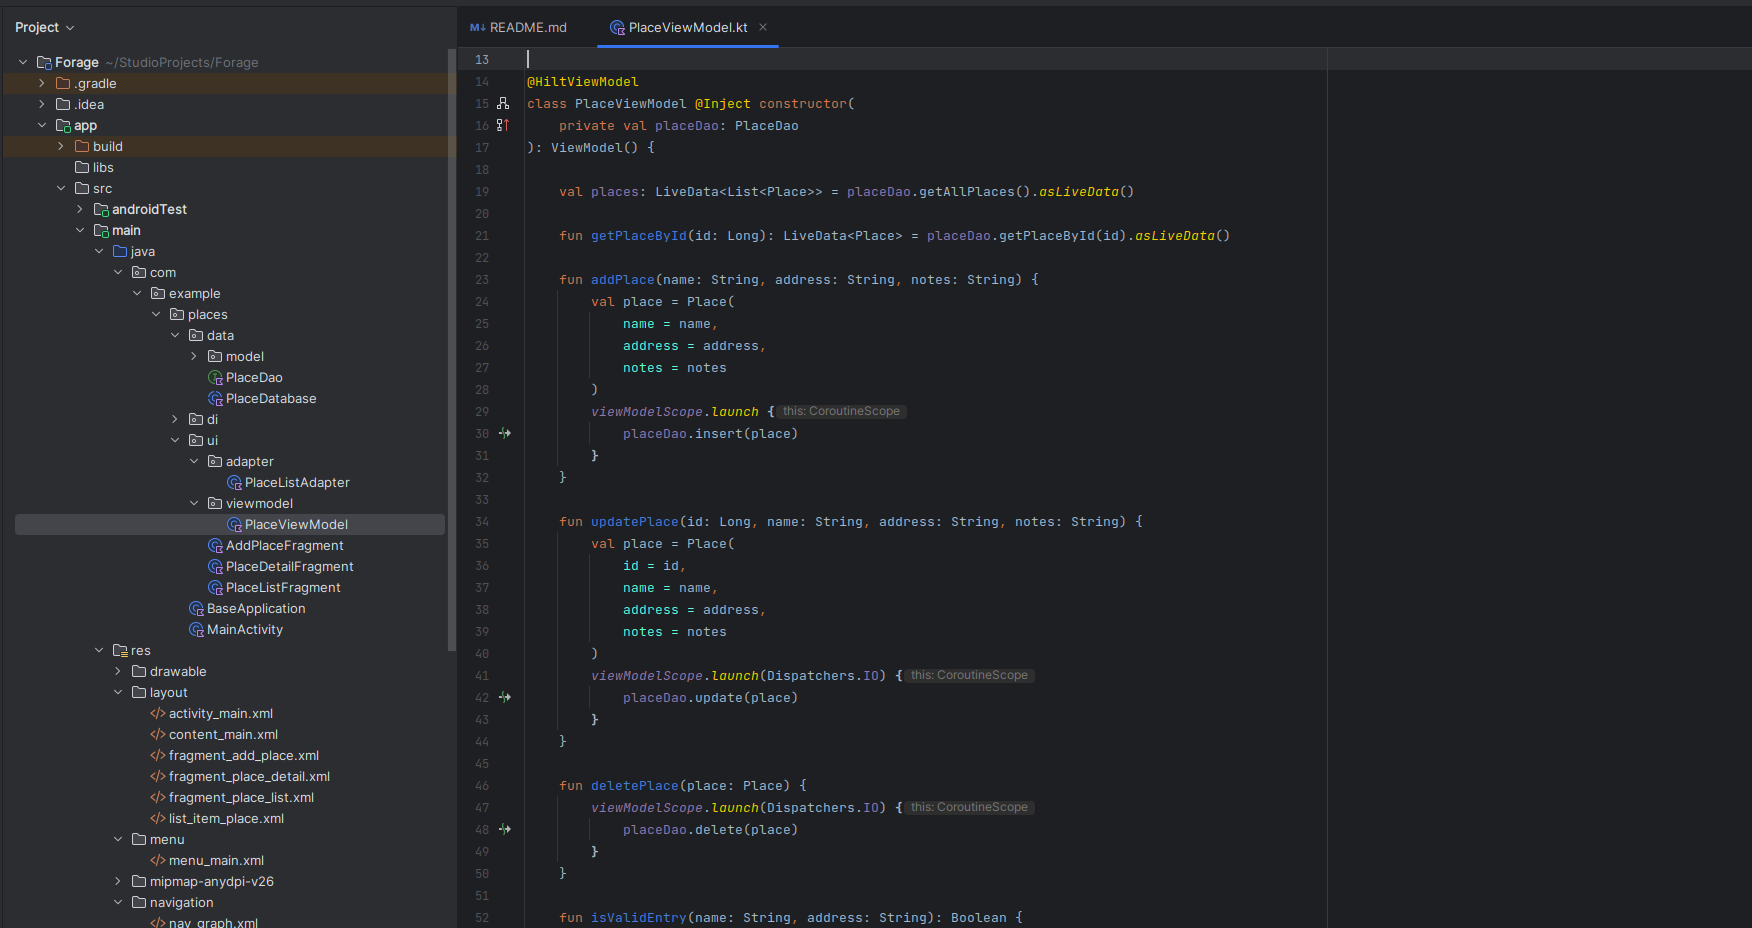 Project
Forage ~/StudioProjects/Forage
.gradle
.idea
app
build
libs
src
androidTest
main
java
com
example
places
data
model
PlaceDao
PlaceDatabase
di
ui
adapter
PlaceListAdapter
viewmodel
PlaceViewModel
AddPlaceFragment
PlaceDetailFragment
PlaceListFragment
BaseApplication
MainActivity
res
drawable
layout
activity_main.xml
content_main.xml
fragment_add_place.xml
fragment_place_detail.xml
fragment_place_list.xml
list_item_place.xml
menu
menu_main.xml
mipmap-anydpi-v26
navigation
nav_graph.xml
README.md
PlaceViewModel.kt
13
14 @HiltViewModel
15 class PlaceViewModel @Inject constructor(
16 private val placeDao: PlaceDao
17 ): ViewModel() {
18
19 val places: LiveData<List<Place>> = placeDao.getAllPlaces().asLiveData()
20
21 fun getPlaceById(id: Long): LiveData<Place> = placeDao.getPlaceById(id).asLiveData()
22
23 fun addPlace(name: String, address: String, notes: String) {
24 val place = Place(
25 name = name,
26 address = address,
27 notes = notes
28 )
29 viewModelScope.launch { this: CoroutineScope
30 placeDao.insert(place)
31 }
32 }
33
34 fun updatePlace(id: Long, name: String, address: String, notes: String) {
35 val place = Place(
36 id = id,
37 name = name,
38 address = address,
39 notes = notes
40 )
41 viewModelScope.launch(Dispatchers.IO) { this: CoroutineScope
42 placeDao.update(place)
43 }
44 }
45
46 fun deletePlace(place: Place) {
47 viewModelScope.launch(Dispatchers.IO) { this: CoroutineScope
48 placeDao.delete(place)
49 }
50 }
51
52 fun isValidEntry(name: String, address: String): Boolean {